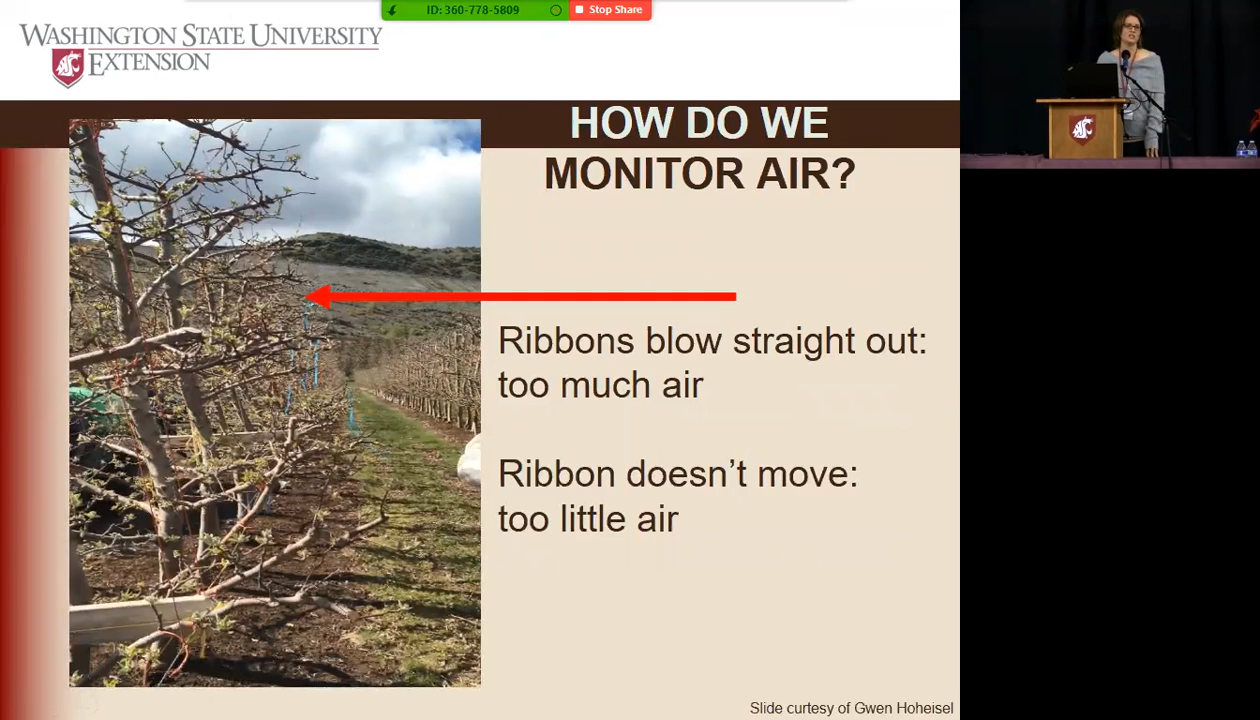 ID: 360-778-5809
Stop Share
WASHINGTON STATE UNIVERSITY
EXTENSION
HOW DO WE
MONITOR AIR?
Ribbons blow straight out:
too much air
Ribbon doesn’t move:
too little air
Slide curtesy of Gwen Hoheisel